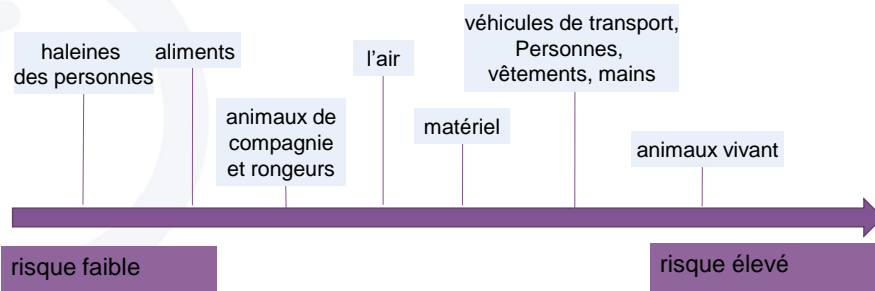 haleines
des personnes
aliments
animaux de
compagnie
et rongeurs
l'air
matériel
véhicules de transport,
Personnes,
vêtements, mains
animaux vivant
risque faible
risque élevé